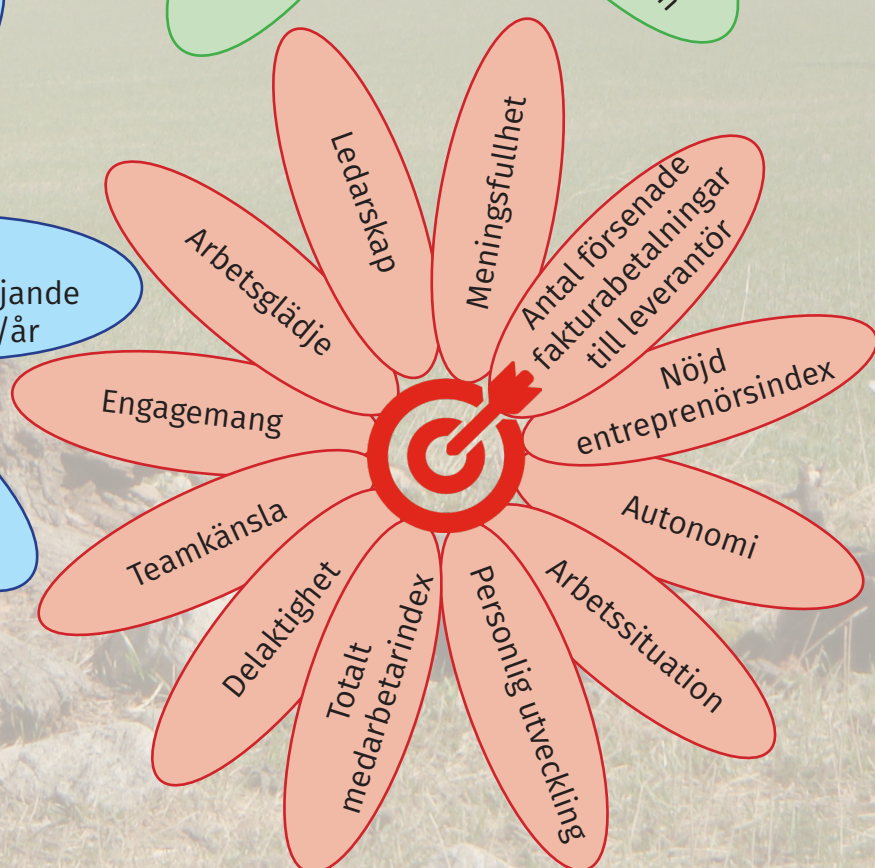 Ledarskap
Meningsfullhet
Antal försenade
fakturabetalningar
till leverantör
Nöjd
entreprenörsindex
Autonomi
Arbetssituation
Personlig utveckling
Totalt
medarbetarindex
Delaktighet
Teamkänsla
Engagemang
Arbetsglädje
jande
/år